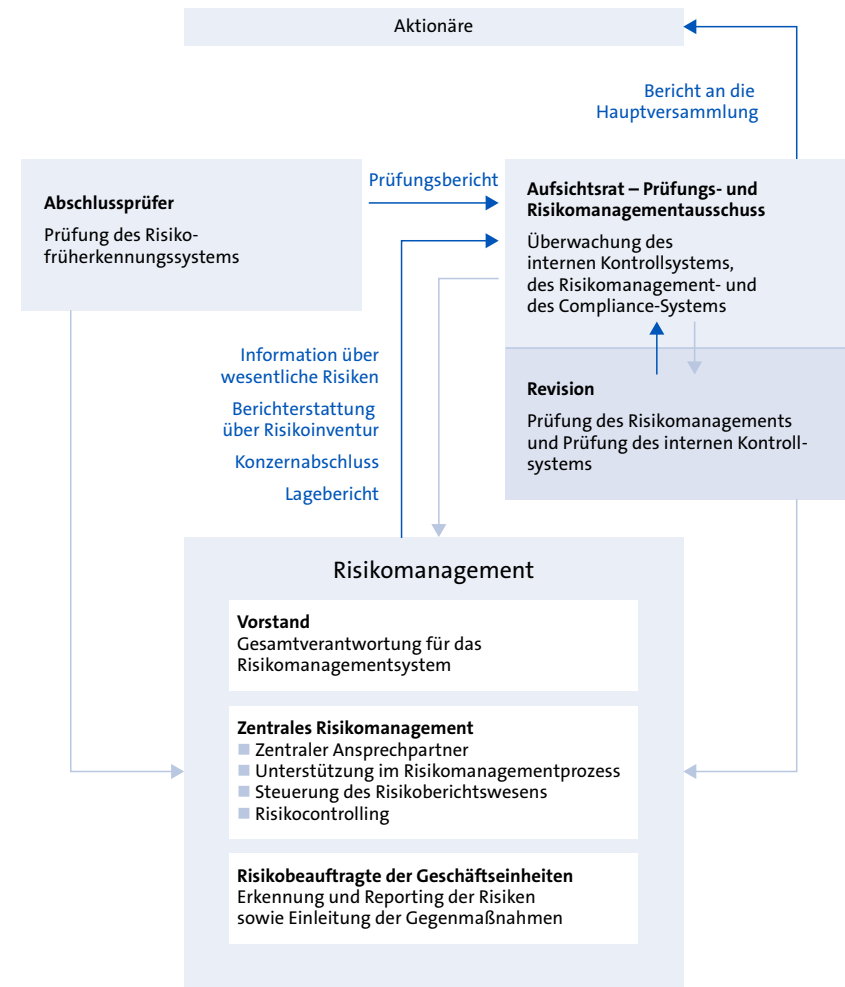 Aktionäre
Bericht an die
Hauptversammlung
Abschlussprüfer
Prüfung des Risiko-
früherkennungssystems
Prüfungsbericht
Aufsichtsrat – Prüfungs- und
Risikomanagementausschuss
Überwachung des
internen Kontrollsystems,
des Risikomanagement- und
des Compliance-Systems
Information über
wesentliche Risiken
Berichterstattung
über Risikoinventur
Konzernabschluss
Lagebericht
Revision
Prüfung des Risikomanagements
und Prüfung des internen Kontroll-
systems
Risikomanagement
Vorstand
Gesamtverantwortung für das
Risikomanagementsystem
Zentrales Risikomanagement
Zentraler Ansprechpartner
Unterstützung im Risikomanagementprozess
Steuerung des Risikoberichtswesens
Risikocontrolling
Risikobeauftragte der Geschäftseinheiten
Erkennung und Reporting der Risiken
sowie Einleitung der Gegenmaßnahmen